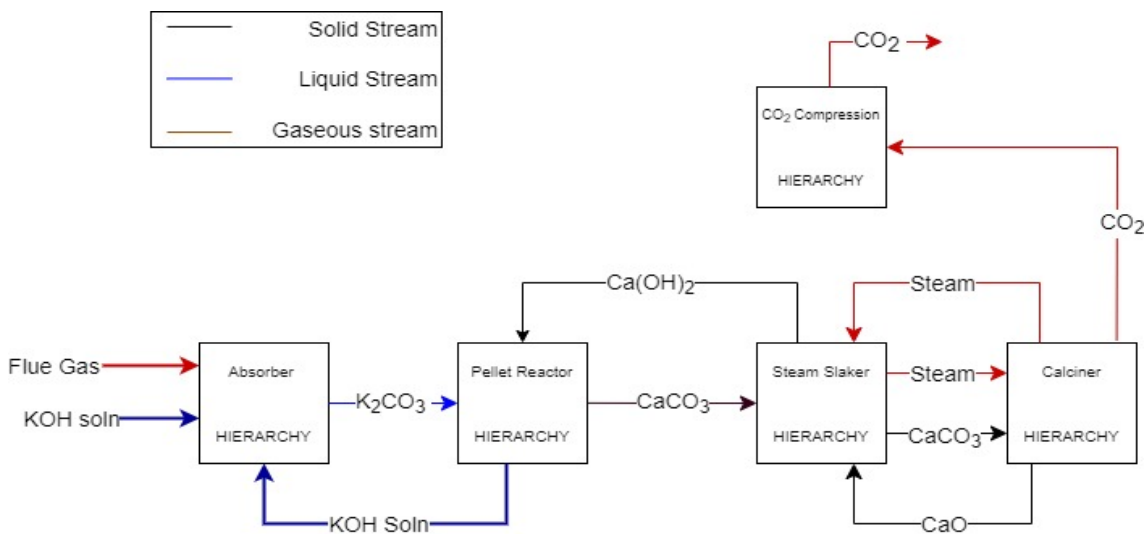 Solid Stream
Liquid Stream
Gaseous stream
CO₂
CO₂ Compression
HIERARCHY
CO₂
Ca(OH)₂
Steam
Flue Gas
KOH soln
Absorber
HIERARCHY
K₂CO₃
Pellet Reactor
HIERARCHY
CaCO₃
Steam Slaker
HIERARCHY
Steam
CaCO₃
Calciner
HIERARCHY
KOH Soln
CaO